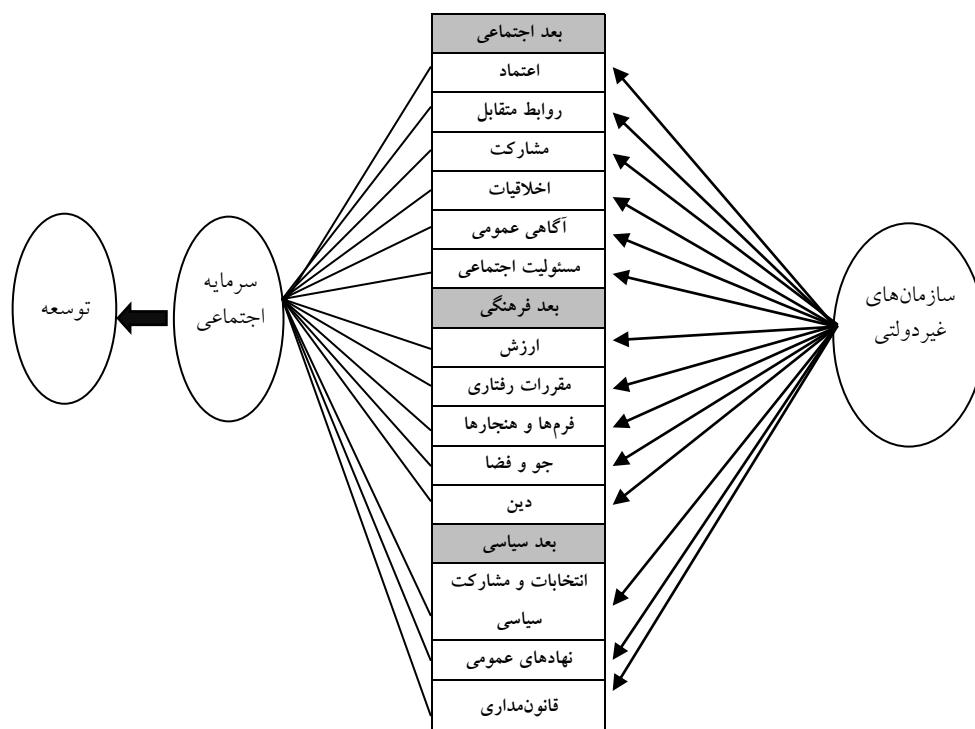 بعد اجتماعی
اعتماد
روابط متقابل
مشارکت
اخلاقیات
آگاهی عمومی
مسئولیت اجتماعی
بعد فرهنگی
ارزش
مقررات رفتاری
فرم‌ها و هنجارها
جو و فضا
دین
بعد سیاسی
انتخابات و مشارکت
سیاسی
نهادهای عمومی
قانون‌مداری
سازمان‌های
غیردولتی
سرمایه
اجتماعی
توسعه